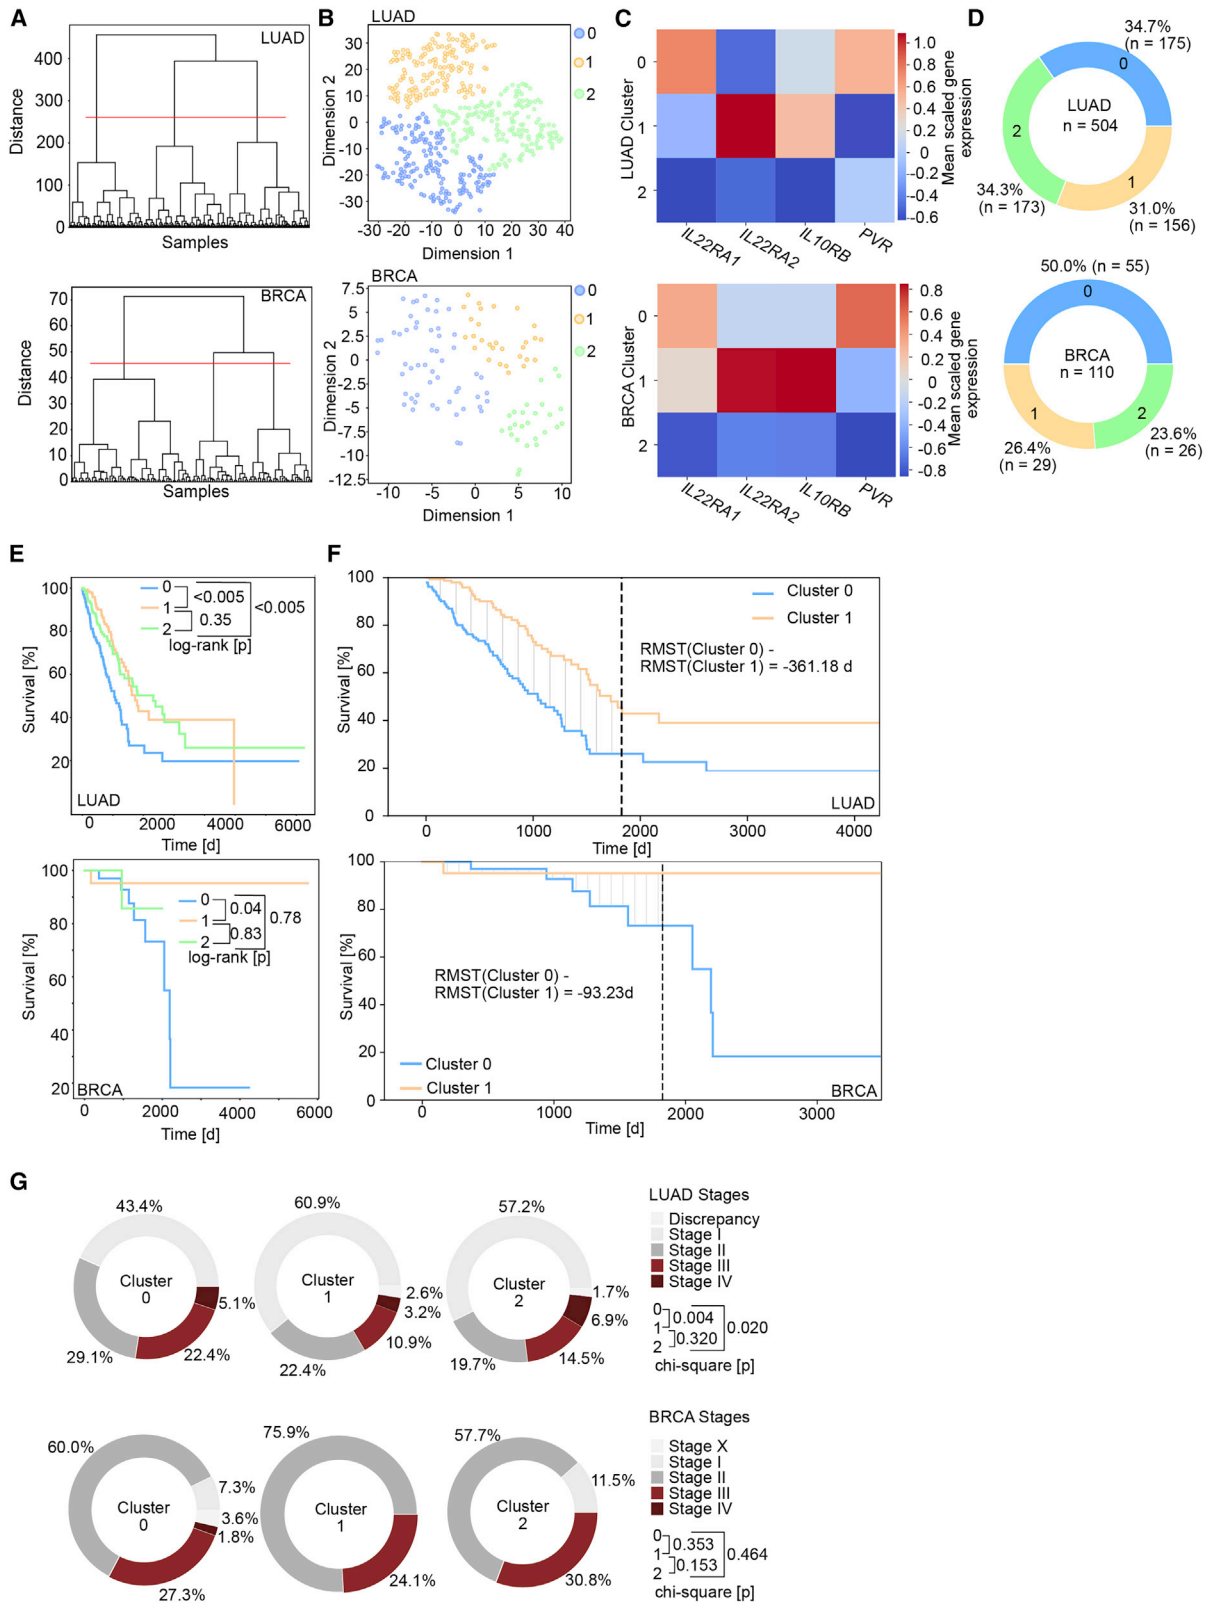 A
LUAD
Distance
400
300
200
100
0
Samples
BRCA
Distance
70
60
50
40
30
20
10
0
Samples
B
LUAD
Dimension 2
30
20
10
0
-10
-20
-30
-30 -20 -10 0 10 20 30 40
Dimension 1
0
1
2
BRCA
Dimension 2
7.5
5
2.5
0
-2.5
-5
-7.5
-10
-12.5
-10 -5 0 5 10
Dimension 1
0
1
2
C
LUAD Cluster
0
1
2
IL22RA1 IL22RA2 IL10RB PVR
1.0
0.8
0.6
0.4
0.2
0
-0.2
-0.4
-0.6
Mean scaled gene
expression
BRCA Cluster
0
1
2
IL22RA1 IL22RA2 IL10RB PVR
0.8
0.6
0.4
0.2
0
-0.2
-0.4
-0.6
-0.8
Mean scaled gene
expression
D
34.7%
(n = 175)
0
LUAD
n = 504
2
1
34.3%
(n = 173)
31.0%
(n = 156)
50.0% (n = 55)
0
BRCA
n = 110
1
2
26.4%
(n = 29)
23.6%
(n = 26)
E
Survival [%]
100
80
60
40
20
0
1
2
<0.005
0.35
<0.005
log-rank [p]
LUAD
0 2000 4000 6000
Time [d]
Survival [%]
100
80
60
40
20
0
1
2
0.04
0.83
0.78
log-rank [p]
BRCA
0 2000 4000 6000
Time [d]
F
Survival [%]
100
80
60
40
20
0
Cluster 0
Cluster 1
RMST(Cluster 0) -
RMST(Cluster 1) = -361.18 d
LUAD
0 1000 2000 3000 4000
Time [d]
Survival [%]
100
80
60
40
20
0
RMST(Cluster 0) -
RMST(Cluster 1) = -93.23d
Cluster 0
Cluster 1
BRCA
0 1000 2000 3000
Time [d]
G
43.4%
Cluster
0
5.1%
29.1%
22.4%
60.9%
Cluster
1
2.6%
3.2%
10.9%
22.4%
57.2%
Cluster
2
1.7%
6.9%
19.7%
14.5%
LUAD Stages
Discrepancy
Stage I
Stage II
Stage III
Stage IV
0
1
2
0.004
0.320
0.020
chi-square [p]
60.0%
Cluster
0
7.3%
3.6%
1.8%
27.3%
75.9%
Cluster
1
24.1%
57.7%
Cluster
2
11.5%
30.8%
BRCA Stages
Stage X
Stage I
Stage II
Stage III
Stage IV
0
1
2
0.353
0.153
0.464
chi-square [p]